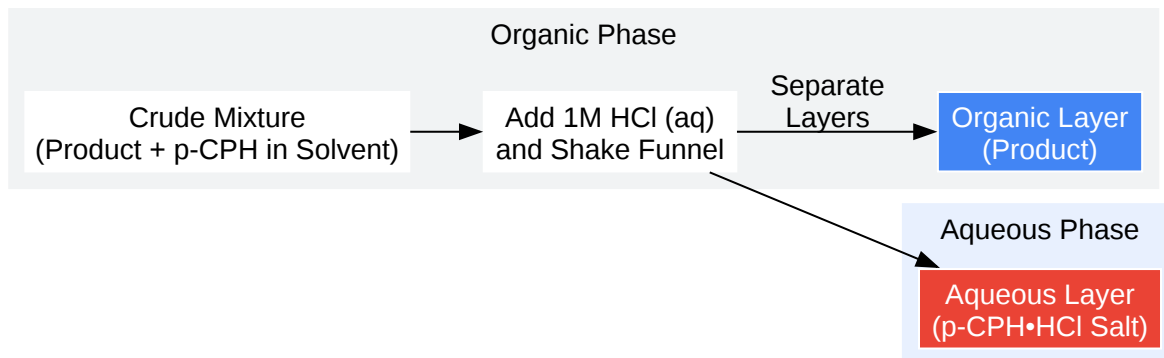 Organic Phase
Crude Mixture
(Product + p-CPH in Solvent)
Add 1M HCl (aq)
and Shake Funnel
Separate
Layers
Organic Layer
(Product)
Aqueous Phase
Aqueous Layer
(p-CPH•HCl Salt)